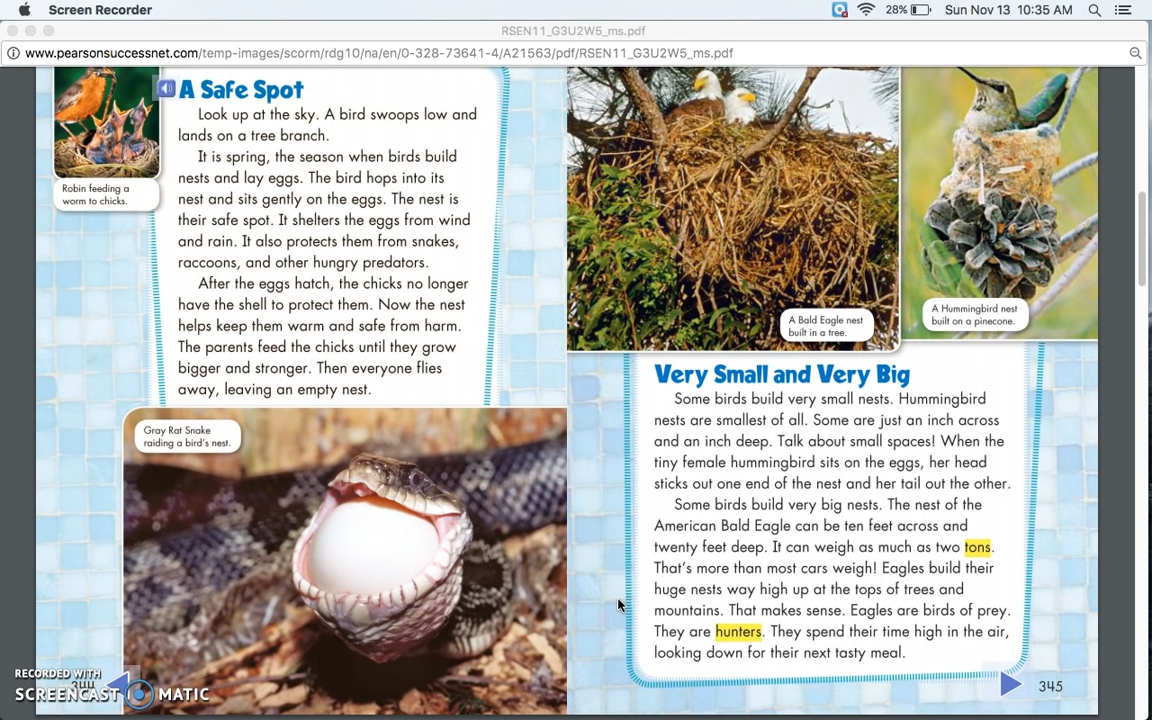 Screen Recorder
28%
Sun Nov 13 10:35 AM
RSEN11_G3U2W5_ms.pdf
www.pearsonsuccessnet.com/temp-images/scorm/rdg10/na/en/0-328-73641-4/A21563/pdf/RSEN11_G3U2W5_ms.pdf
Robin feeding a
worm to chicks.
A Safe Spot
Look up at the sky. A bird swoops low and
lands on a tree branch.
It is spring, the season when birds build
nests and lay eggs. The bird hops into its
nest and sits gently on the eggs. The nest is
their safe spot. It shelters the eggs from wind
and rain. It also protects them from snakes,
raccoons, and other hungry predators.
After the eggs hatch, the chicks no longer
have the shell to protect them. Now the nest
helps keep them warm and safe from harm.
The parents feed the chicks until they grow
bigger and stronger. Then everyone flies
away, leaving an empty nest.
Gray Rat Snake
raiding a bird's nest.
A Bald Eagle nest
built in a tree.
A Hummingbird nest
built on a pinecone.
Very Small and Very Big
Some birds build very small nests. Hummingbird
nests are smallest of all. Some are just an inch across
and an inch deep. Talk about small spaces! When the
tiny female hummingbird sits on the eggs, her head
sticks out one end of the nest and her tail out the other.
Some birds build very big nests. The nest of the
American Bald Eagle can be ten feet across and
twenty feet deep. It can weigh as much as two tons.
That's more than most cars weigh! Eagles build their
huge nests way high up at the tops of trees and
mountains. That makes sense. Eagles are birds of prey.
They are hunters. They spend their time high in the air,
looking down for their next tasty meal.
345
RECORDED WITH
SCREENCAST MATIC